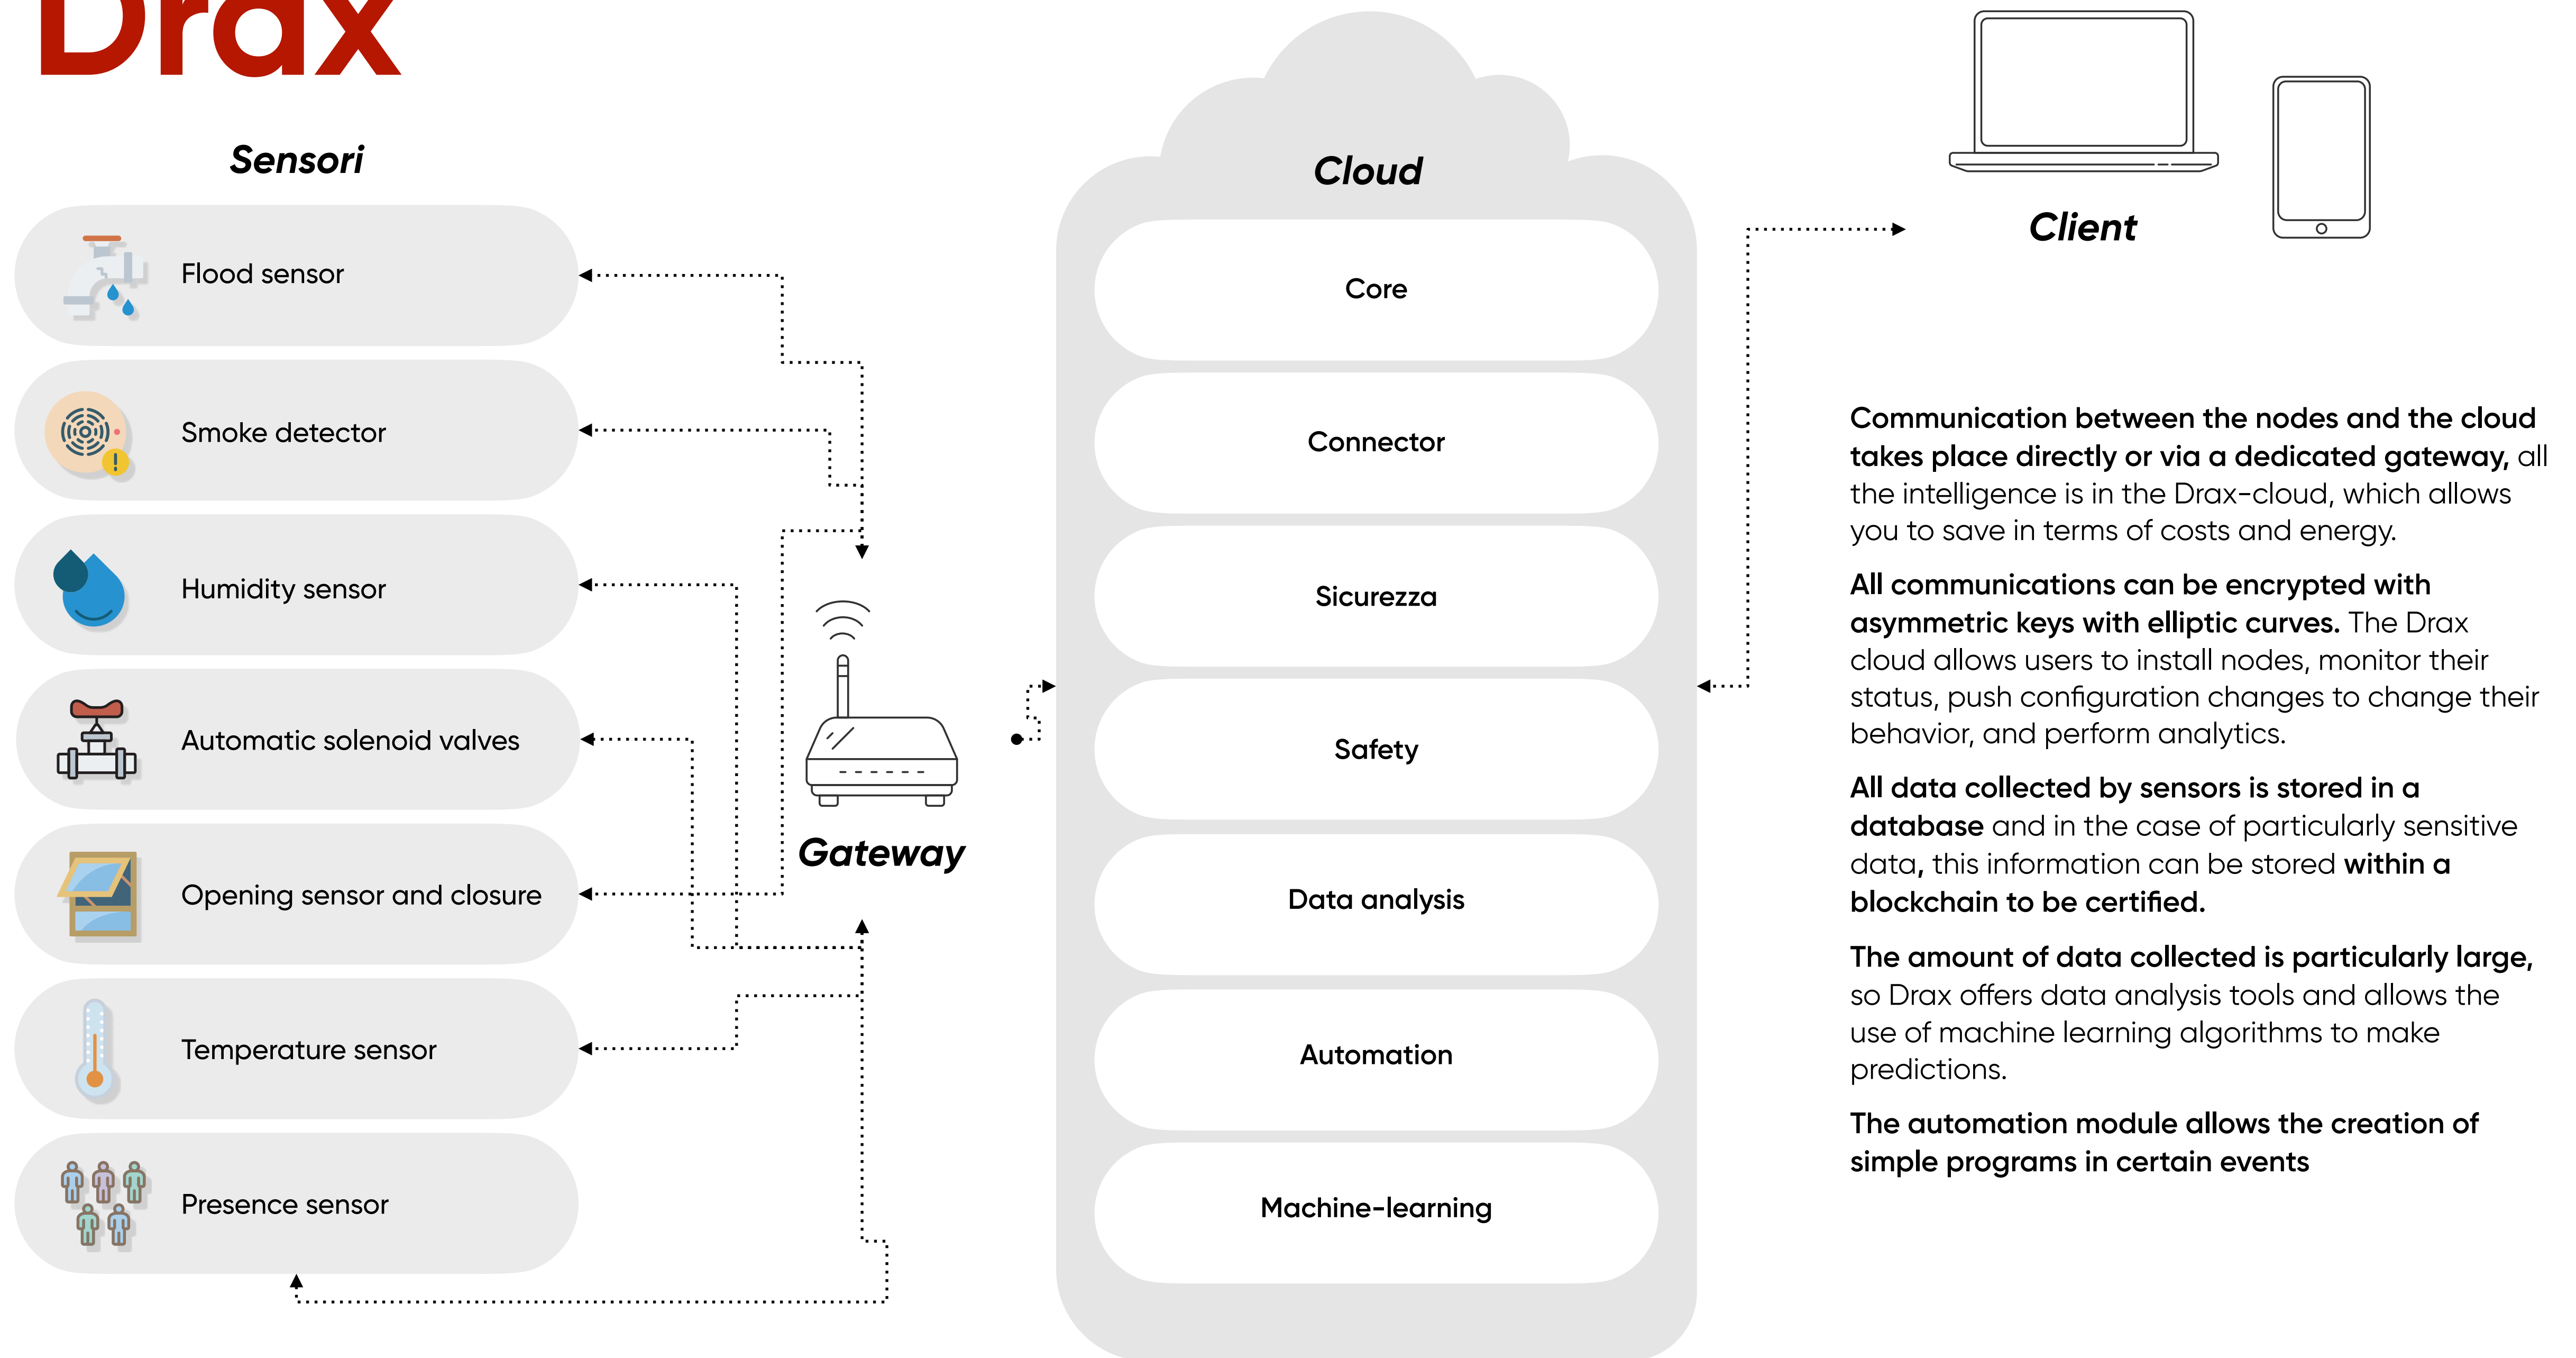 Drax
Sensori
Flood sensor
Smoke detector
Humidity sensor
Automatic solenoid valves
Opening sensor and closure
Temperature sensor
Presence sensor
Gateway
Cloud
Core
Connector
Sicurezza
Safety
Data analysis
Automation
Machine-learning
Client
Communication between the nodes and the cloud
takes place directly or via a dedicated gateway, all
the intelligence is in the Drax-cloud, which allows
you to save in terms of costs and energy.
All communications can be encrypted with
asymmetric keys with elliptic curves. The Drax
cloud allows users to install nodes, monitor their
status, push configuration changes to change their
behavior, and perform analytics.
All data collected by sensors is stored in a
database and in the case of particularly sensitive
data, this information can be stored within a
blockchain to be certified.
The amount of data collected is particularly large,
so Drax offers data analysis tools and allows the
use of machine learning algorithms to make
predictions.
The automation module allows the creation of
simple programs in certain events